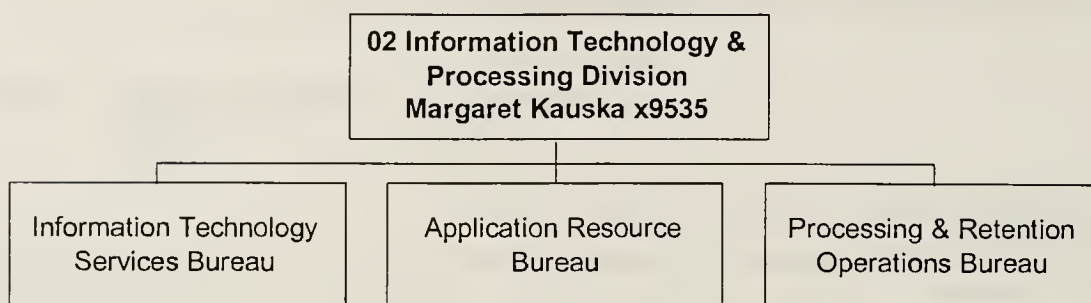 02 Information Technology &
Processing Division
Margaret Kauska x9535
Information Technology
Services Bureau
Application Resource
Bureau
Processing & Retention
Operations Bureau